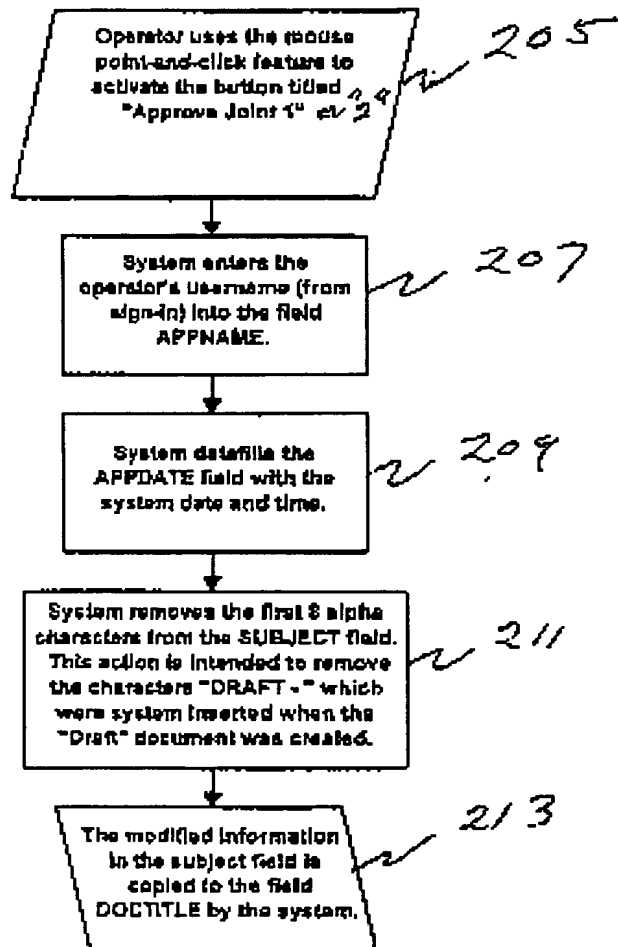 Operator uses the mouse
point-and-click feature to
activate the button titled
"Approve Joint 1"
205
System enters the
operator's username (from
sign-in) into the field
APPNAME.
207
System datafills the
APPDATE field with the
system date and time.
209
System removes the first 8 alpha
characters from the SUBJECT field.
This action is intended to remove
the characters "DRAFT -" which
were system inserted when the
"Draft" document was created.
211
The modified information
in the subject field is
copied to the field
DOCTITLE by the system.
213